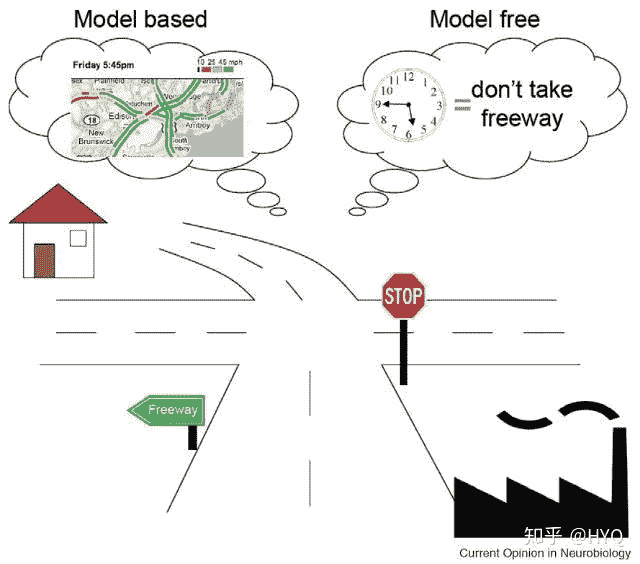 Model based
Model free
Friday 5:45pm
10 25 45 mph
Plainfield
Edison
18
New
Brunswick
Amboy
South
12
1
2
3
4
5
6
7
8
9
10
11
= don't take
freeway
STOP
Freeway
知乎 @HYQ
Current Opinion in Neurobiology